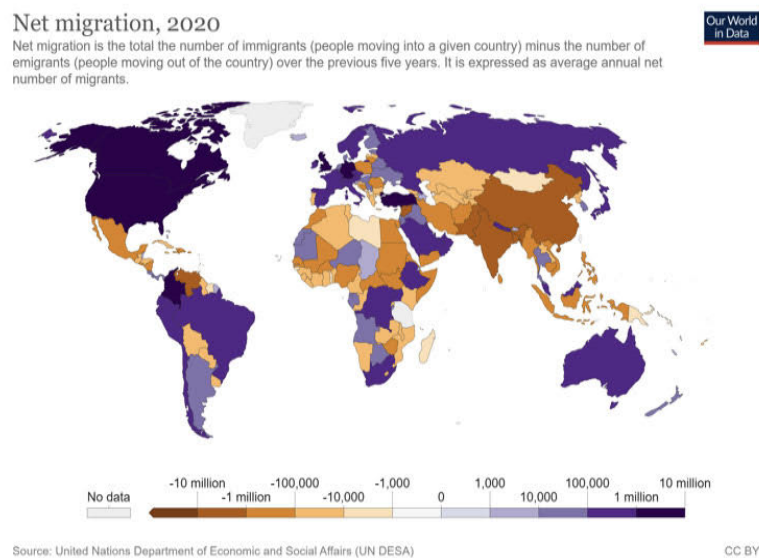 Net migration, 2020
Our World
in Data
Net migration is the total the number of immigrants (people moving into a given country) minus the number of
emigrants (people moving out of the country) over the previous five years. It is expressed as average annual net
number of migrants.
-10 million -100,000 -1,000 1,000 100,000 10 million
No data -1 million -10,000 0 10,000 1 million
Source: United Nations Department of Economic and Social Affairs (UN DESA) CC BY